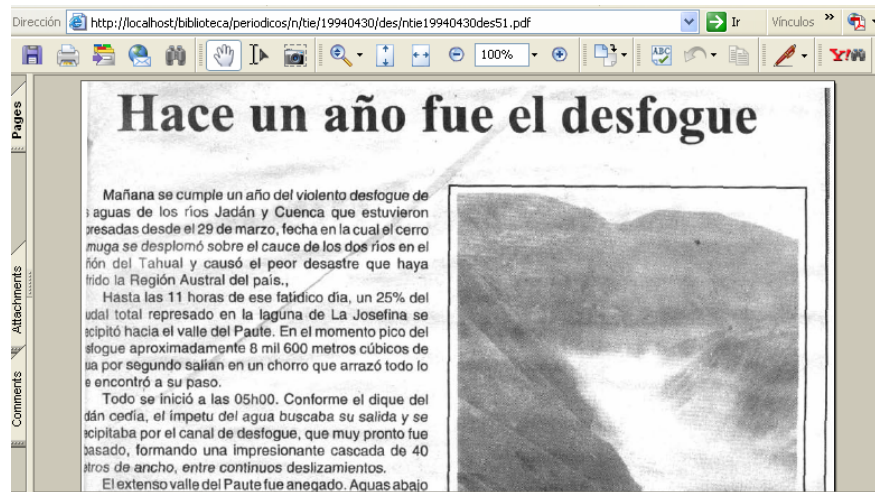 Dirección http://localhost/biblioteca/periodicos/n/tie/19940430/des/ntie19940430des51.pdf Ir Vínculos »
100%
ABC
Y!
Pages
Attachments
Comments
Hace un año fue el desfogue
Mañana se cumple un año del violento desfogue de
s aguas de los ríos Jadán y Cuenca que estuvieron
presadas desde el 29 de marzo, fecha en la cual el cerro
muga se desplomó sobre el cauce de los dos ríos en el
ñón del Tahual y causó el peor desastre que haya
frido la Región Austral del país.,
Hasta las 11 horas de ese fatídico día, un 25% del
udal total represado en la laguna de La Josefina se
ecipitó hacia el valle del Paute. En el momento pico del
sfogue aproximadamente 8 mil 600 metros cúbicos de
ua por segundo salían en un chorro que arrazó todo lo
e encontró a su paso.
Todo se inició a las 05h00. Conforme el dique del
dán cedía, el ímpetu del agua buscaba su salida y se
ecipitaba por el canal de desfogue, que muy pronto fue
basado, formando una impresionante cascada de 40
etros de ancho, entre continuos deslizamientos.
El extenso valle del Paute fue anegado. Aguas abajo